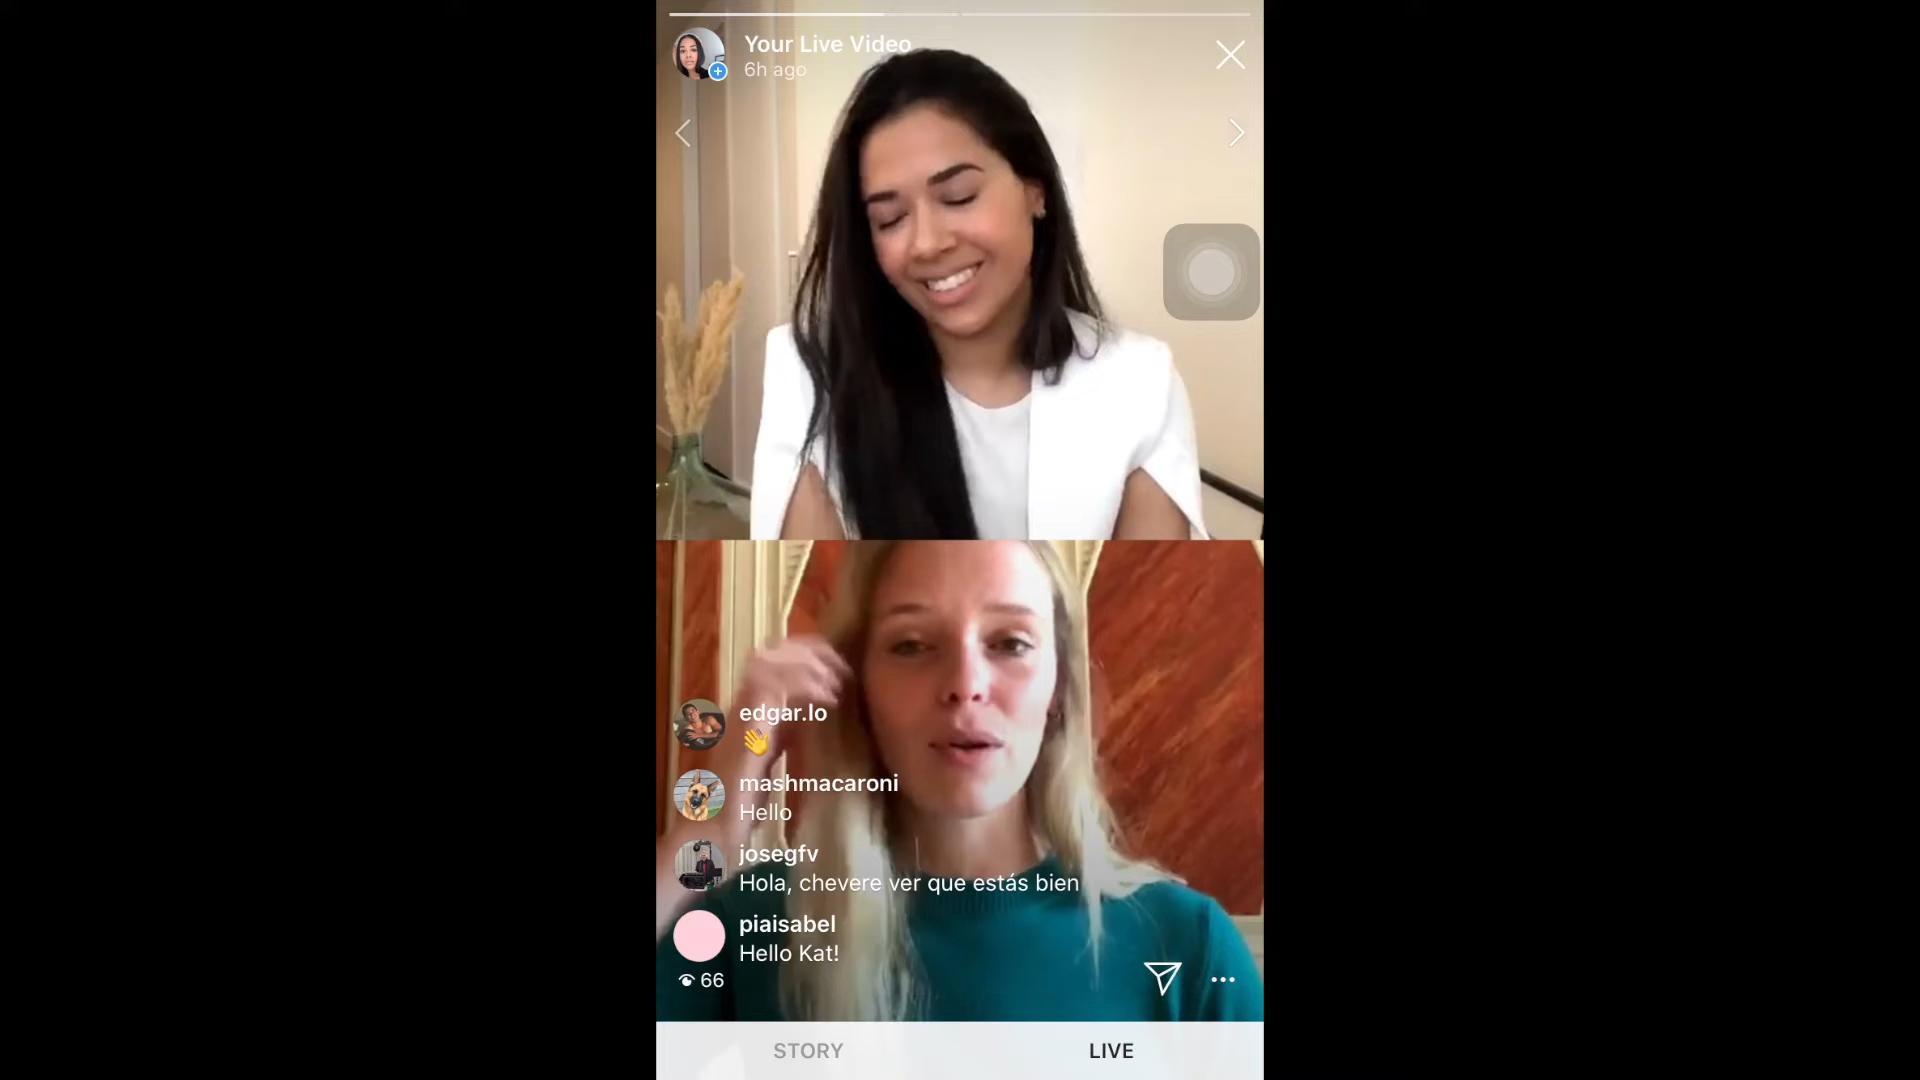 Your Live Video
6h ago
edgar.lo
👋
mashmacaroni
Hello
josegfv
Hola, chevere ver que estás bien
piaisabel
Hello Kat!
66
STORY
LIVE